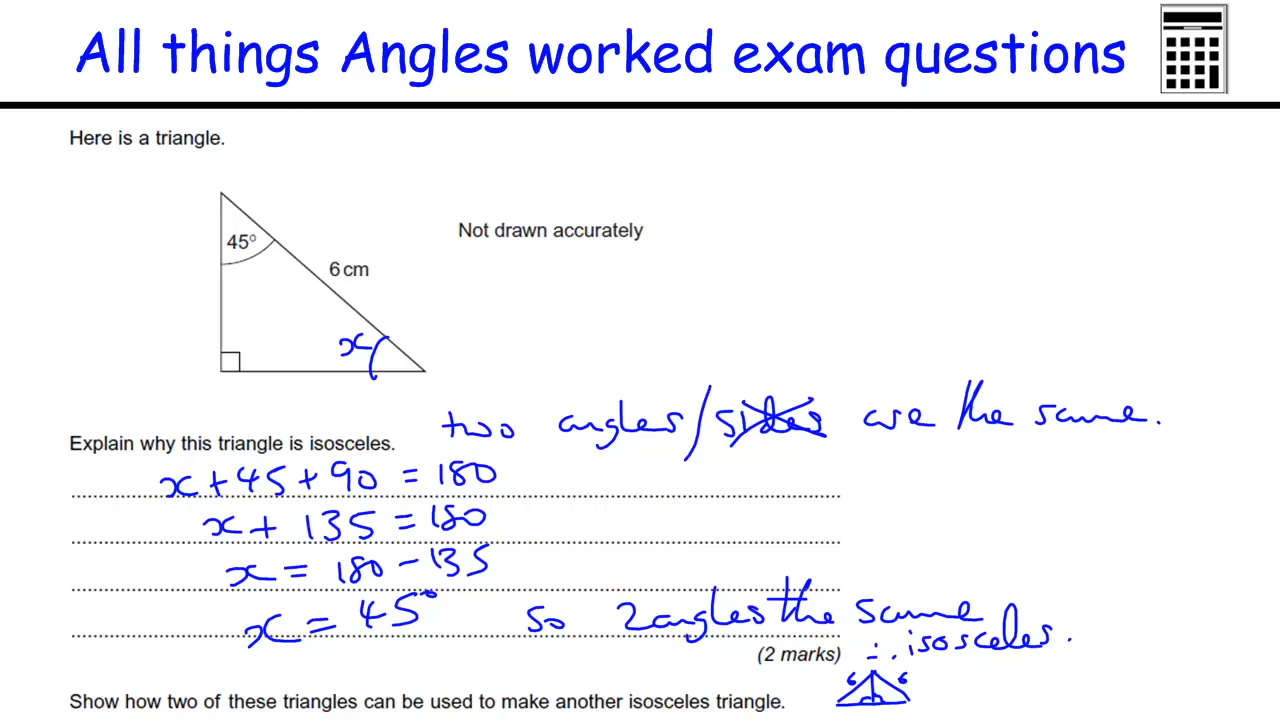 All things Angles worked exam questions
Here is a triangle.
45°
Not drawn accurately
6 cm
x
two angles/sides are the same.
Explain why this triangle is isosceles.
x + 45 + 90 = 180
x + 135 = 180
x = 180 - 135
x = 45° so 2 angles the same
∴ isosceles.
(2 marks)
6 6
Show how two of these triangles can be used to make another isosceles triangle.